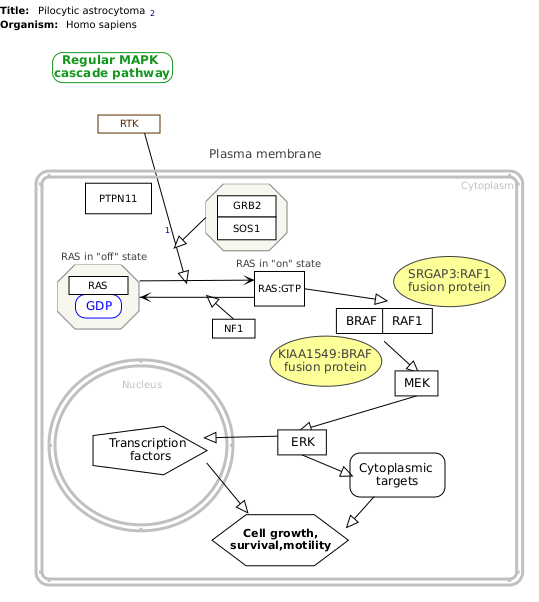 Title: Pilocytic astrocytoma 2
Organism: Homo sapiens
Regular MAPK
cascade pathway
RTK
Plasma membrane
Cytoplasm
PTPN11
GRB2
SOS1
1
RAS in "off" state
RAS in "on" state
RAS
GDP
RAS:GTP
SRGAP3:RAF1
fusion protein
NF1
BRAF
RAF1
KIAA1549:BRAF
fusion protein
MEK
Nucleus
Transcription
factors
ERK
Cytoplasmic
targets
Cell growth,
survival,motility